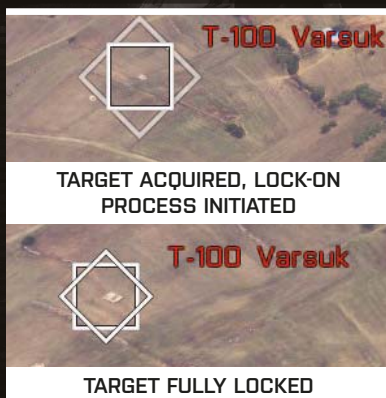 T-100 Varsuk
TARGET ACQUIRED, LOCK-ON
PROCESS INITIATED
T-100 Varsuk
TARGET FULLY LOCKED